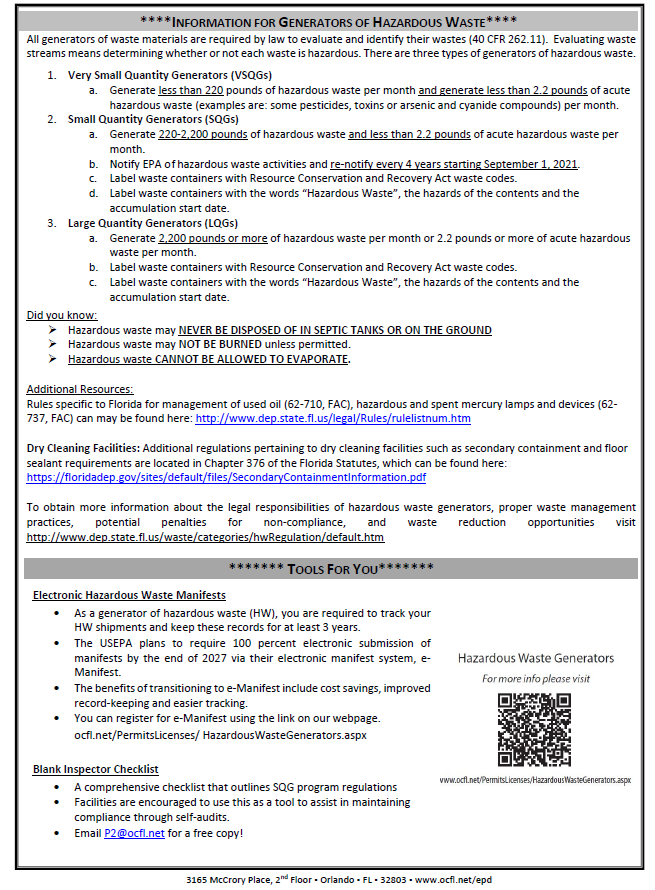 ****INFORMATION FOR GENERATORS OF HAZARDOUS WASTE****
All generators of waste materials are required by law to evaluate and identify their wastes (40 CFR 262.11). Evaluating waste
streams means determining whether or not each waste is hazardous. There are three types of generators of hazardous waste.
1. Very Small Quantity Generators (VSQGs)
a. Generate less than 220 pounds of hazardous waste per month and generate less than 2.2 pounds of acute
hazardous waste (examples are: some pesticides, toxins or arsenic and cyanide compounds) per month.
2. Small Quantity Generators (SQGs)
a. Generate 220-2,200 pounds of hazardous waste and less than 2.2 pounds of acute hazardous waste per
month.
b. Notify EPA of hazardous waste activities and re-notify every 4 years starting September 1, 2021.
c. Label waste containers with Resource Conservation and Recovery Act waste codes.
d. Label waste containers with the words “Hazardous Waste”, the hazards of the contents and the
accumulation start date.
3. Large Quantity Generators (LQGs)
a. Generate 2,200 pounds or more of hazardous waste per month or 2.2 pounds or more of acute hazardous
waste per month.
b. Label waste containers with Resource Conservation and Recovery Act waste codes.
c. Label waste containers with the words “Hazardous Waste”, the hazards of the contents and the
accumulation start date.
Did you know:
➢ Hazardous waste may NEVER BE DISPOSED OF IN SEPTIC TANKS OR ON THE GROUND
➢ Hazardous waste may NOT BE BURNED unless permitted.
➢ Hazardous waste CANNOT BE ALLOWED TO EVAPORATE.
Additional Resources:
Rules specific to Florida for management of used oil (62-710, FAC), hazardous and spent mercury lamps and devices (62-
737, FAC) can may be found here: http://www.dep.state.fl.us/legal/Rules/rulelistnum.htm
Dry Cleaning Facilities: Additional regulations pertaining to dry cleaning facilities such as secondary containment and floor
sealant requirements are located in Chapter 376 of the Florida Statutes, which can be found here:
https://floridadep.gov/sites/default/files/SecondaryContainmentInformation.pdf
To obtain more information about the legal responsibilities of hazardous waste generators, proper waste management
practices, potential penalties for non-compliance, and waste reduction opportunities visit
http://www.dep.state.fl.us/waste/categories/hwRegulation/default.htm
******* TOOLS FOR YOU*******
Electronic Hazardous Waste Manifests
• As a generator of hazardous waste (HW), you are required to track your
HW shipments and keep these records for at least 3 years.
• The USEPA plans to require 100 percent electronic submission of
manifests by the end of 2027 via their electronic manifest system, e-
Manifest.
• The benefits of transitioning to e-Manifest include cost savings, improved
record-keeping and easier tracking.
• You can register for e-Manifest using the link on our webpage.
ocfl.net/PermitsLicenses/ HazardousWasteGenerators.aspx
Hazardous Waste Generators
For more info please visit
www.ocfl.net/PermitsLicenses/HazardousWasteGenerators.aspx
Blank Inspector Checklist
• A comprehensive checklist that outlines SQG program regulations
• Facilities are encouraged to use this as a tool to assist in maintaining
compliance through self-audits.
• Email P2@ocfl.net for a free copy!
3165 McCrory Place, 2nd Floor • Orlando • FL • 32803 • www.ocfl.net/epd